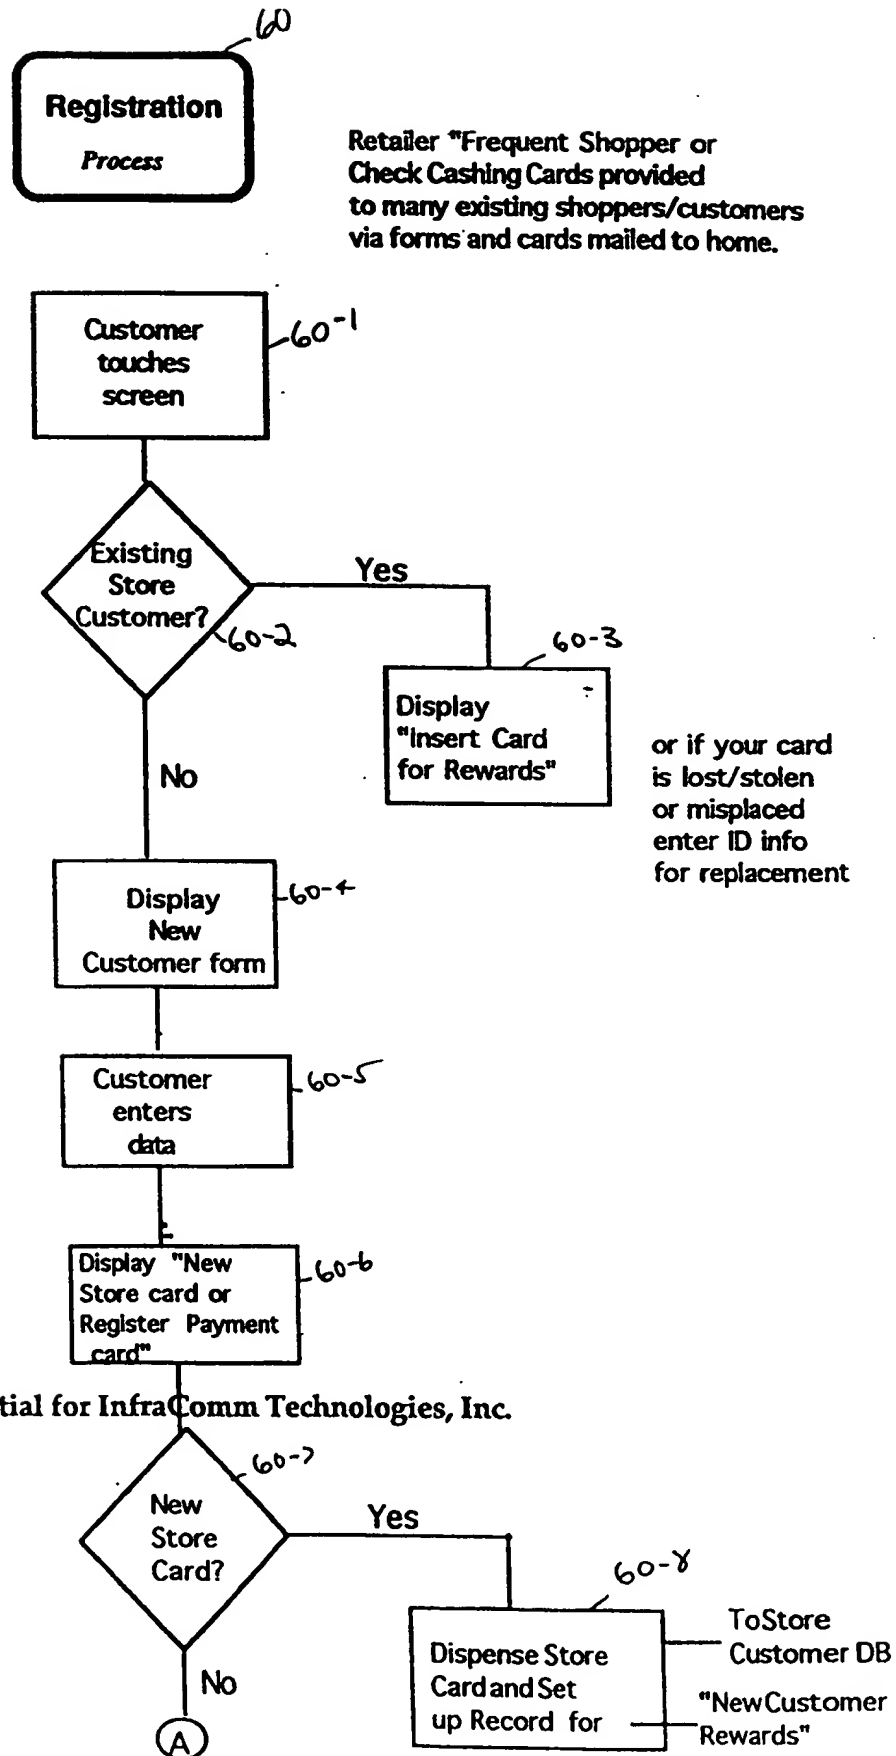 60
Registration
Process
Retailer "Frequent Shopper or
Check Cashing Cards provided
to many existing shoppers/customers
via forms and cards mailed to home.
Customer
touches
screen
60-1
Existing
Store
Customer?
60-2
Yes
60-3
Display
"Insert Card
for Rewards"
or if your card
is lost/stolen
or misplaced
enter ID info
for replacement
No
Display
New
Customer form
60-4
Customer
enters
data
60-5
Display "New
Store card or
Register Payment
card"
60-6
tial for InfraComm Technologies, Inc.
60-7
New
Store
Card?
Yes
60-8
Dispense Store
Card and Set
up Record for
To Store
Customer DB
"New Customer
Rewards"
No
A